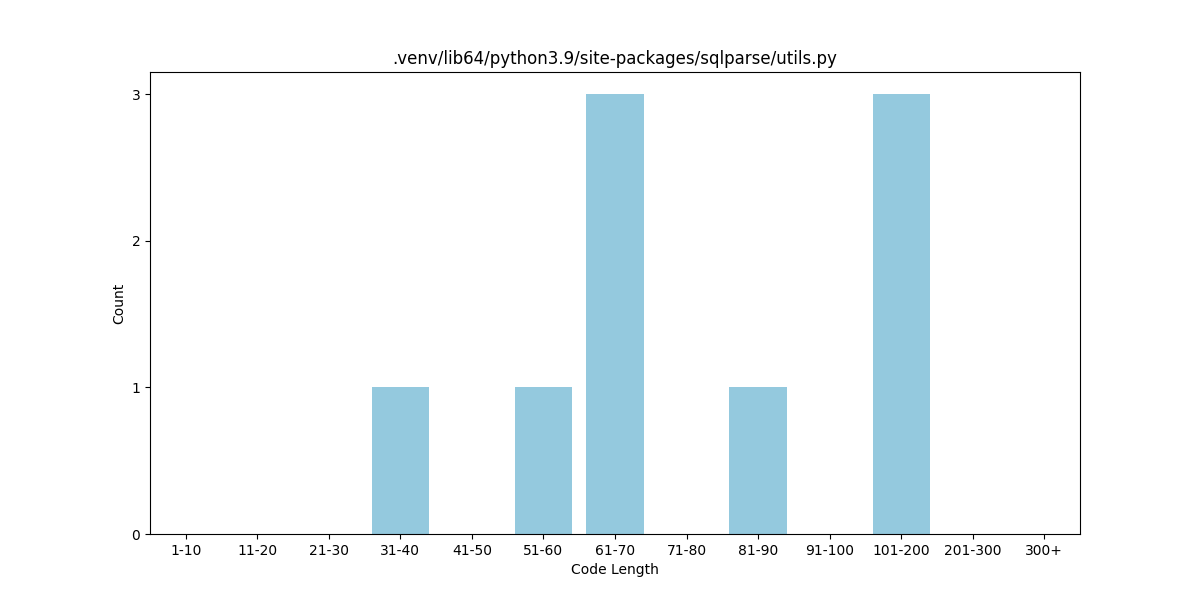 .venv/lib64/python3.9/site-packages/sqlparse/utils.py
3
2
1
0
Count
1-10 11-20 21-30 31-40 41-50 51-60 61-70 71-80 81-90 91-100 101-200 201-300 300+
Code Length